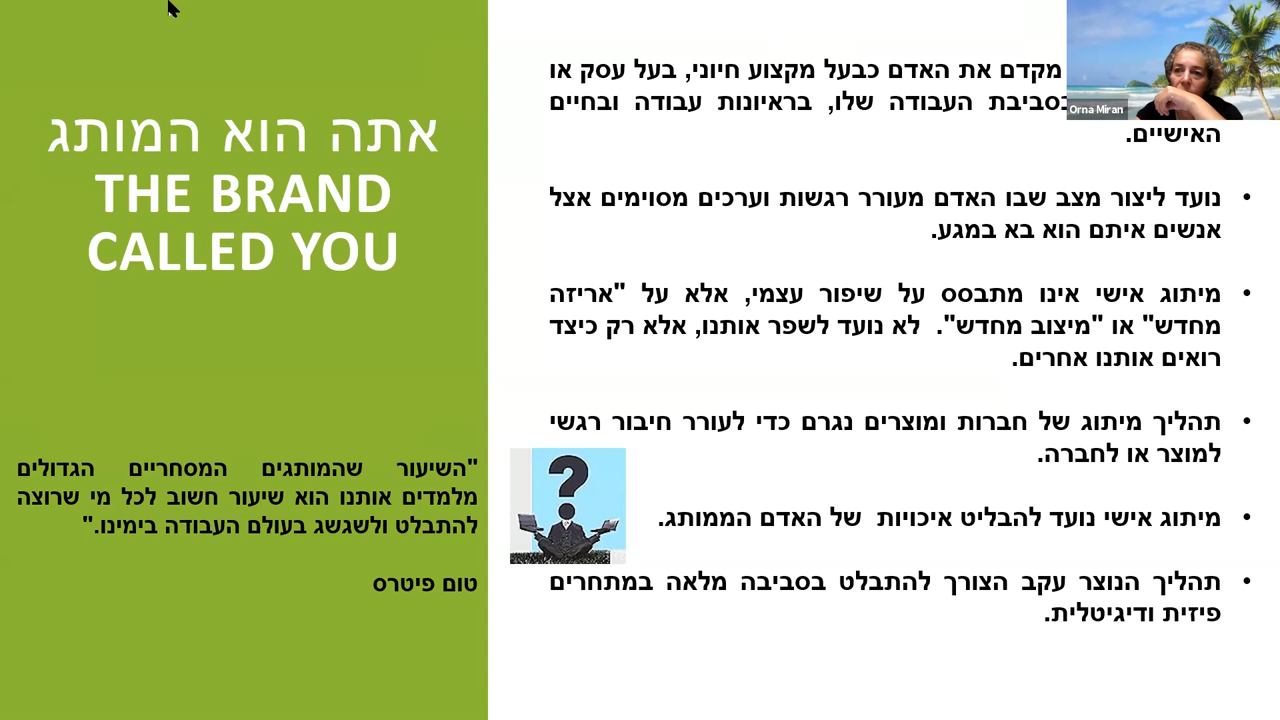 אתה הוא המותג
THE BRAND
CALLED YOU
"השיעור שהמותגים המסחריים הגדולים
מלמדים אותנו הוא שיעור חשוב לכל מי שרוצה
להתבלט ולשגשג בעולם העבודה בימינו."
טום פיטרס
מקדם את האדם כבעל מקצוע חיוני, בעל עסק או
בסביבת העבודה שלו, בראיונות עבודה ובחיים
האישיים.
• נועד ליצור מצב שבו האדם מעורר רגשות וערכים מסוימים אצל
אנשים איתם הוא בא במגע.
• מיתוג אישי אינו מתבסס על שיפור עצמי, אלא על "אריזה
מחדש" או "מיצוב מחדש". לא נועד לשפר אותנו, אלא רק כיצד
רואים אותנו אחרים.
• תהליך מיתוג של חברות ומוצרים נגרם כדי לעורר חיבור רגשי
למוצר או לחברה.
• מיתוג אישי נועד להבליט איכויות של האדם הממותג.
• תהליך הנוצר עקב הצורך להתבלט בסביבה מלאה במתחרים
פיזית ודיגיטלית.
?
Orna Miran